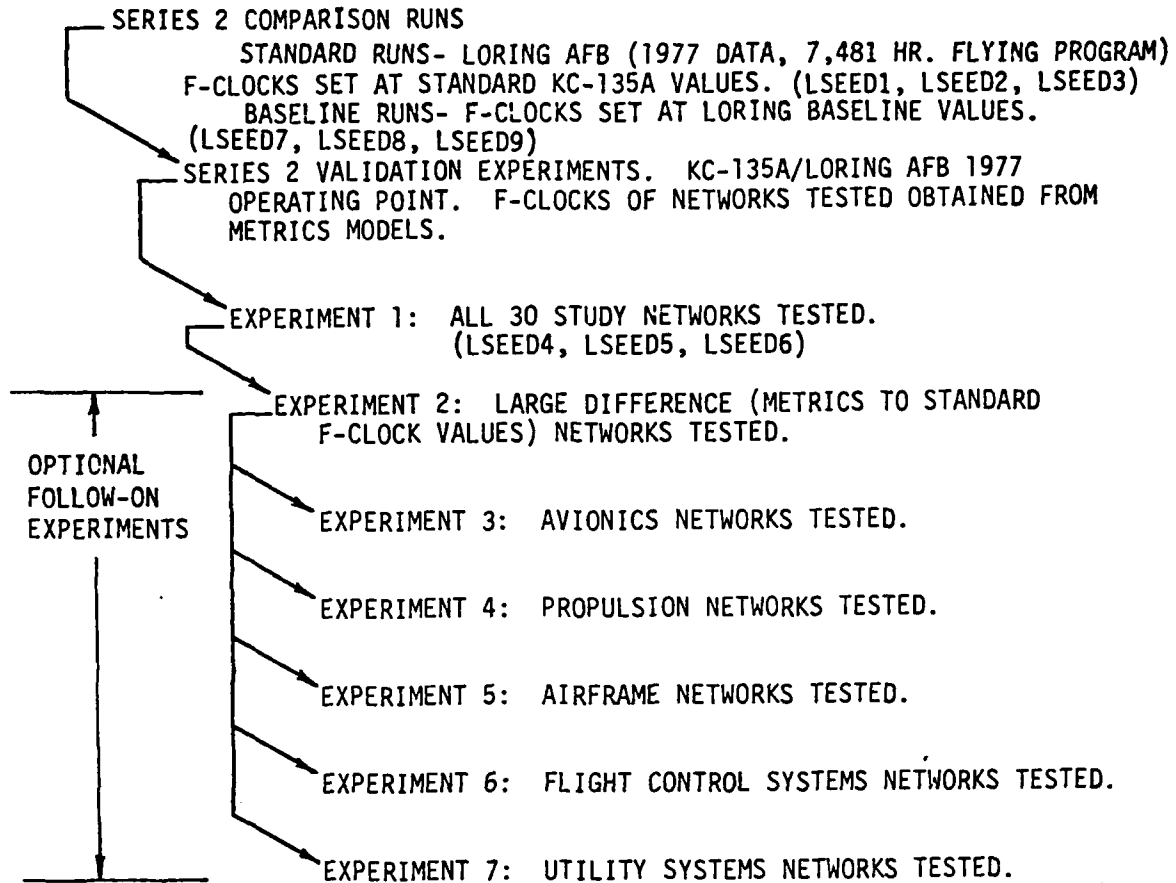 SERIES 2 COMPARISON RUNS
STANDARD RUNS- LORING AFB (1977 DATA, 7,481 HR. FLYING PROGRAM)
F-CLOCKS SET AT STANDARD KC-135A VALUES. (LSEED1, LSEED2, LSEED3)
BASELINE RUNS- F-CLOCKS SET AT LORING BASELINE VALUES.
(LSEED7, LSEED8, LSEED9)
SERIES 2 VALIDATION EXPERIMENTS. KC-135A/LORING AFB 1977
OPERATING POINT. F-CLOCKS OF NETWORKS TESTED OBTAINED FROM
METRICS MODELS.
EXPERIMENT 1: ALL 30 STUDY NETWORKS TESTED.
(LSEED4, LSEED5, LSEED6)
EXPERIMENT 2: LARGE DIFFERENCE (METRICS TO STANDARD
F-CLOCK VALUES) NETWORKS TESTED.
OPTIONAL
FOLLOW-ON
EXPERIMENTS
EXPERIMENT 3: AVIONICS NETWORKS TESTED.
EXPERIMENT 4: PROPULSION NETWORKS TESTED.
EXPERIMENT 5: AIRFRAME NETWORKS TESTED.
EXPERIMENT 6: FLIGHT CONTROL SYSTEMS NETWORKS TESTED.
EXPERIMENT 7: UTILITY SYSTEMS NETWORKS TESTED.